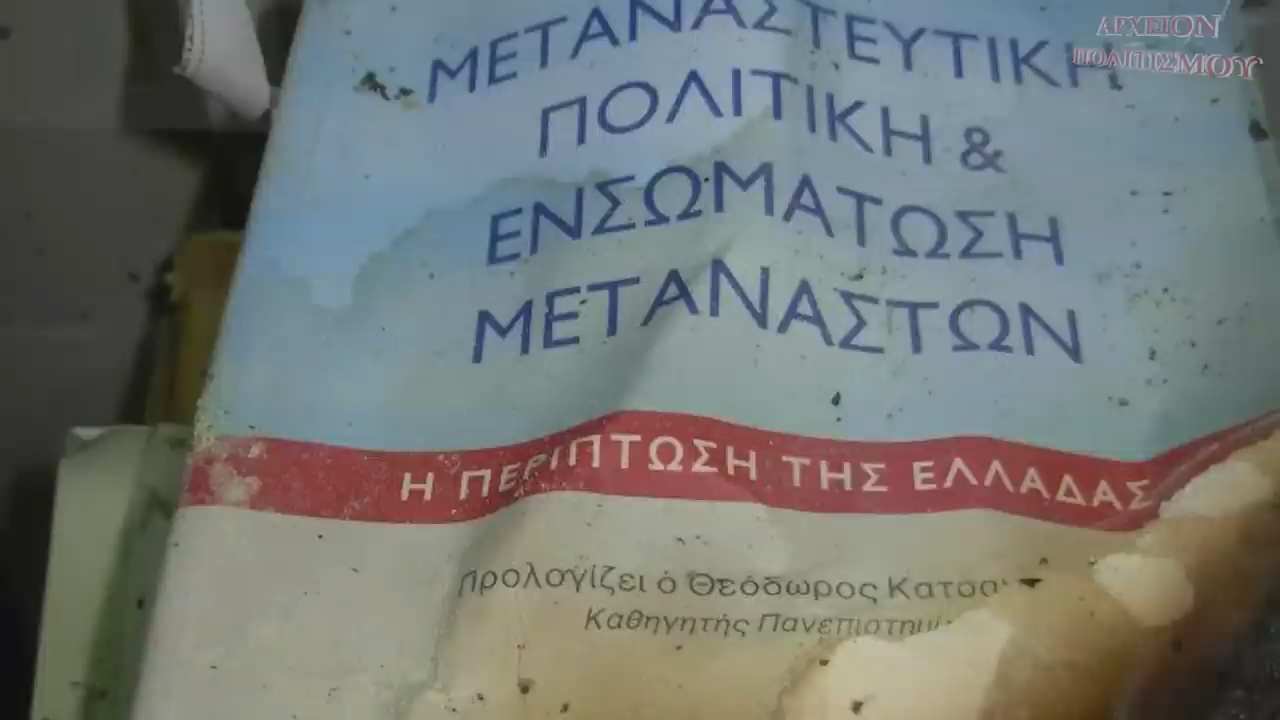 ΑΡΧΕΙΟΝ
ΠΟΛΙΤΙΣΜΟΥ
ΜΕΤΑΝΑΣΤΕΥΤΙΚΗ
ΠΟΛΙΤΙΚΗ &
ΕΝΣΩΜΑΤΩΣΗ
ΜΕΤΑΝΑΣΤΩΝ
Η ΠΕΡΙΠΤΩΣΗ ΤΗΣ ΕΛΛΑΔΑΣ
Προλογίζει ὁ Θεόδωρος
Καθηγητής